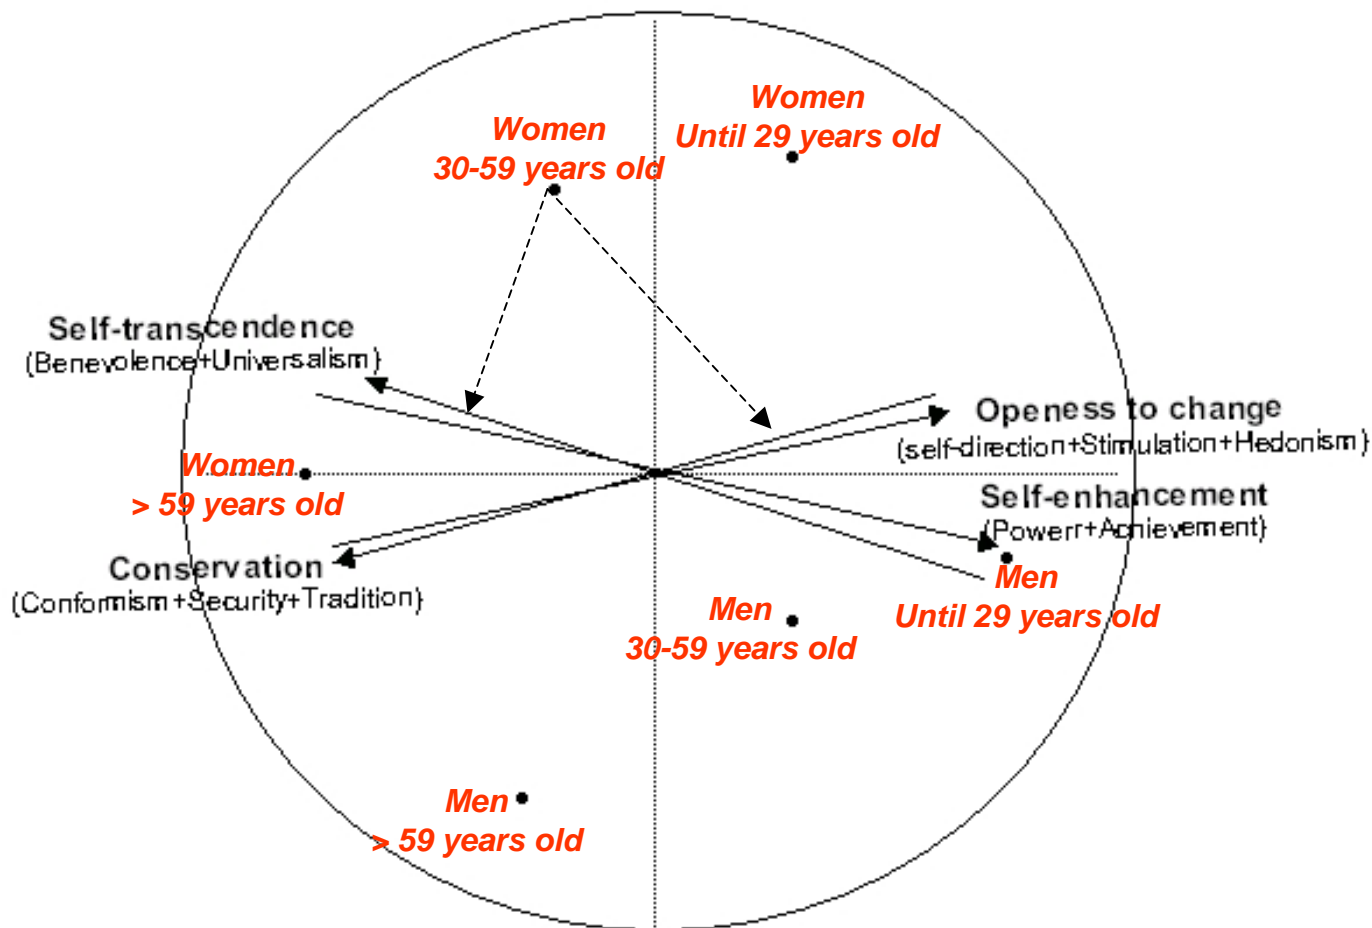 Women
Until 29 years old
Women
30-59 years old
Self-transcendence
(Benevolence+Universalism)
Openess to change
(self-direction+Stimulation+Hedonism)
Women
> 59 years old
Self-enhancement
(Powerr+Achievement)
Conservation
(Conformism+Security+Tradition)
Men
Until 29 years old
Men
30-59 years old
Men
> 59 years old